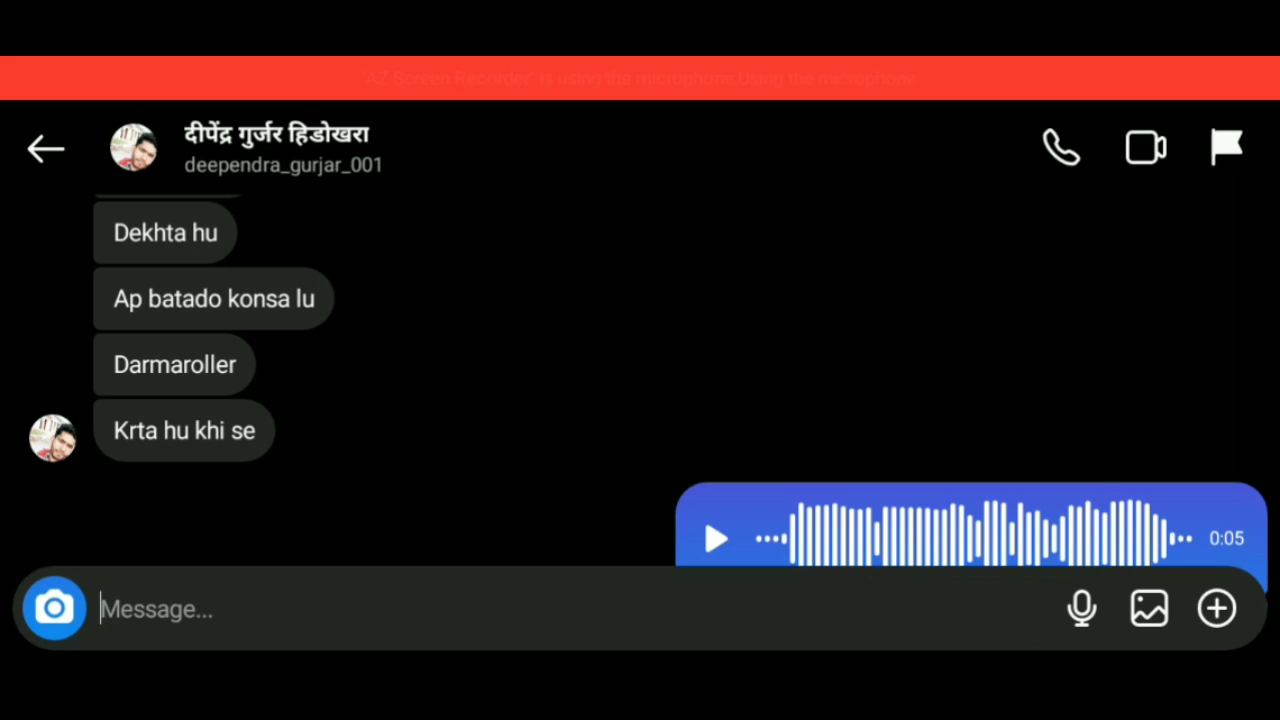 "AZ Screen Recorder" is using the microphone.Using the microphone
दीपेंद्र गुर्जर हिडोखरा
deependra_gurjar_001
Dekhta hu
Ap batado konsa lu
Darmaroller
Krta hu khi se
0:05
Message...